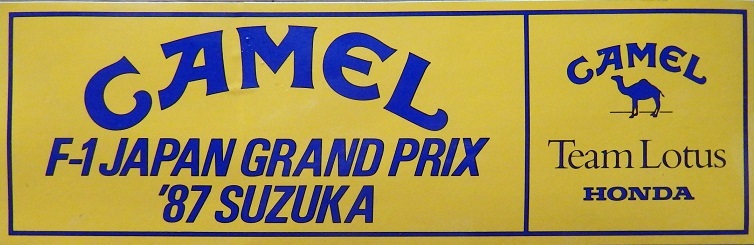 CAMEL
F-1 JAPAN GRAND PRIX
'87 SUZUKA
CAMEL
Team Lotus
HONDA